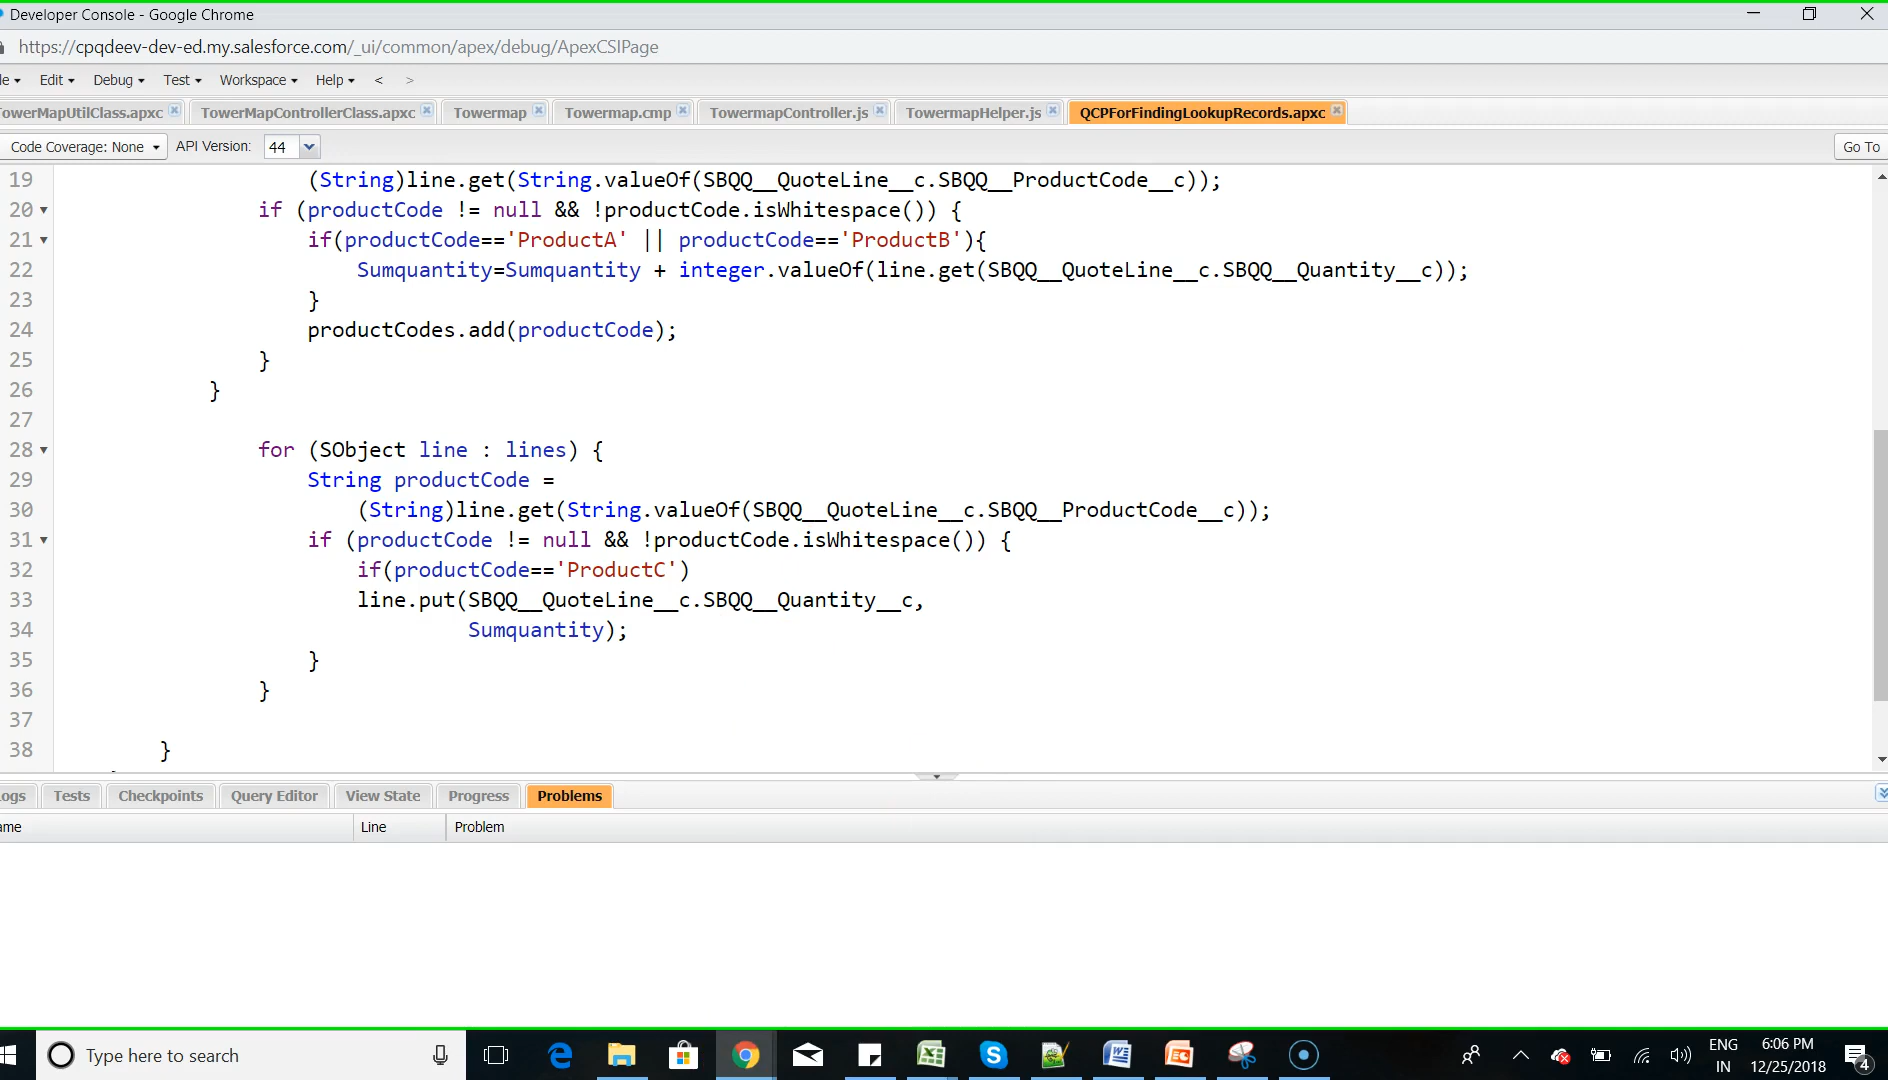 Developer Console - Google Chrome
https://cpqdeev-dev-ed.my.salesforce.com/_ui/common/apex/debug/ApexCSIPage
le Edit Debug Test Workspace Help < >
TowerMapUtilClass.apxc TowerMapControllerClass.apxc Towermap Towermap.cmp TowermapController.js TowermapHelper.js QCPForFindingLookupRecords.apxc
Code Coverage: None API Version: 44 Go To
19 (String)line.get(String.valueOf(SBQQ__QuoteLine__c.SBQQ__ProductCode__c));
20 if (productCode != null && !productCode.isWhitespace()) {
21 if(productCode=='ProductA' || productCode=='ProductB'){
22 Sumquantity=Sumquantity + integer.valueOf(line.get(SBQQ__QuoteLine__c.SBQQ__Quantity__c));
23 }
24 productCodes.add(productCode);
25 }
26 }
27
28 for (SObject line : lines) {
29 String productCode =
30 (String)line.get(String.valueOf(SBQQ__QuoteLine__c.SBQQ__ProductCode__c));
31 if (productCode != null && !productCode.isWhitespace()) {
32 if(productCode=='ProductC')
33 line.put(SBQQ__QuoteLine__c.SBQQ__Quantity__c,
34 Sumquantity);
35 }
36 }
37
38 }
ogs Tests Checkpoints Query Editor View State Progress Problems
ame Line Problem
Type here to search
ENG
IN
6:06 PM
12/25/2018
4